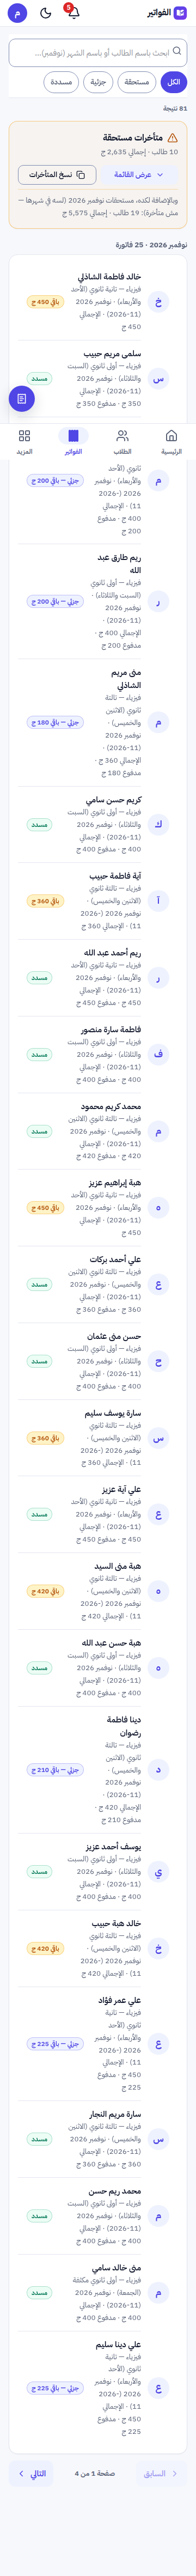 الفواتير
5
م
ابحث باسم الطالب أو باسم الشهر (نوفمبر)...
الكل
مستحقة
جزئية
مسددة
81 نتيجة
متأخرات مستحقة
10 طالب · إجمالي 2,635 ج
عرض القائمة
نسخ المتأخرات
وبالإضافة لكده، مستحقات نوفمبر 2026 (لسه في شهرها — مش متأخرة): 19 طالب · إجمالي 5,575 ج
نوفمبر 2026 · 25 فاتورة
خ
خالد فاطمة الشاذلي
فيزياء — ثانية ثانوي (الأحد
والأربعاء) · نوفمبر 2026
(2026-11) · الإجمالي
450 ج
باقي 450 ج
س
سلمى مريم حبيب
فيزياء — أولى ثانوي (السبت
والثلاثاء) · نوفمبر 2026
(2026-11) · الإجمالي
350 ج · مدفوع 350 ج
مسدد
الرئيسية
الطلاب
الفواتير
المزيد
م
ثانوي (الأحد
والأربعاء) · نوفمبر
2026 (2026-
11) · الإجمالي
400 ج · مدفوع
200 ج
جزئي — باقي 200 ج
ر
ريم طارق عبد
الله
فيزياء — أولى ثانوي
(السبت والثلاثاء) ·
نوفمبر 2026
(2026-11) ·
الإجمالي 400 ج ·
مدفوع 200 ج
جزئي — باقي 200 ج
م
منى مريم
الشاذلي
فيزياء — ثالثة
ثانوي (الاثنين
والخميس) ·
نوفمبر 2026
(2026-11) ·
الإجمالي 360 ج ·
مدفوع 180 ج
جزئي — باقي 180 ج
ك
كريم حسن سامي
فيزياء — أولى ثانوي (السبت
والثلاثاء) · نوفمبر 2026
(2026-11) · الإجمالي
400 ج · مدفوع 400 ج
مسدد
آ
آية فاطمة حبيب
فيزياء — ثالثة ثانوي
(الاثنين والخميس) ·
نوفمبر 2026 (2026-
11) · الإجمالي 360 ج
باقي 360 ج
ر
ريم أحمد عبد الله
فيزياء — ثانية ثانوي (الأحد
والأربعاء) · نوفمبر 2026
(2026-11) · الإجمالي
450 ج · مدفوع 450 ج
مسدد
ف
فاطمة سارة منصور
فيزياء — أولى ثانوي (السبت
والثلاثاء) · نوفمبر 2026
(2026-11) · الإجمالي
400 ج · مدفوع 400 ج
مسدد
م
محمد كريم محمود
فيزياء — ثالثة ثانوي (الاثنين
والخميس) · نوفمبر 2026
(2026-11) · الإجمالي
420 ج · مدفوع 420 ج
مسدد
ه
هبة إبراهيم عزيز
فيزياء — ثانية ثانوي (الأحد
والأربعاء) · نوفمبر 2026
(2026-11) · الإجمالي
450 ج
باقي 450 ج
ع
علي أحمد بركات
فيزياء — ثالثة ثانوي (الاثنين
والخميس) · نوفمبر 2026
(2026-11) · الإجمالي
360 ج · مدفوع 360 ج
مسدد
ح
حسن منى عثمان
فيزياء — أولى ثانوي (السبت
والثلاثاء) · نوفمبر 2026
(2026-11) · الإجمالي
400 ج · مدفوع 400 ج
مسدد
س
سارة يوسف سليم
فيزياء — ثالثة ثانوي
(الاثنين والخميس) ·
نوفمبر 2026 (2026-
11) · الإجمالي 360 ج
باقي 360 ج
ع
علي آية عزيز
فيزياء — ثانية ثانوي (الأحد
والأربعاء) · نوفمبر 2026
(2026-11) · الإجمالي
450 ج · مدفوع 450 ج
مسدد
ه
هبة منى السيد
فيزياء — ثالثة ثانوي
(الاثنين والخميس) ·
نوفمبر 2026 (2026-
11) · الإجمالي 420 ج
باقي 420 ج
ه
هبة حسن عبد الله
فيزياء — أولى ثانوي (السبت
والثلاثاء) · نوفمبر 2026
(2026-11) · الإجمالي
400 ج · مدفوع 400 ج
مسدد
د
دينا فاطمة
رضوان
فيزياء — ثالثة
ثانوي (الاثنين
والخميس) ·
نوفمبر 2026
(2026-11) ·
الإجمالي 420 ج ·
مدفوع 210 ج
جزئي — باقي 210 ج
ي
يوسف أحمد عزيز
فيزياء — أولى ثانوي (السبت
والثلاثاء) · نوفمبر 2026
(2026-11) · الإجمالي
400 ج · مدفوع 400 ج
مسدد
خ
خالد هبة حبيب
فيزياء — ثالثة ثانوي
(الاثنين والخميس) ·
نوفمبر 2026 (2026-
11) · الإجمالي 420 ج
باقي 420 ج
ع
علي عمر فؤاد
فيزياء — ثانية
ثانوي (الأحد
والأربعاء) · نوفمبر
2026 (2026-
11) · الإجمالي
450 ج · مدفوع
225 ج
جزئي — باقي 225 ج
س
سارة مريم النجار
فيزياء — ثالثة ثانوي (الاثنين
والخميس) · نوفمبر 2026
(2026-11) · الإجمالي
360 ج · مدفوع 360 ج
مسدد
م
محمد ريم حسن
فيزياء — أولى ثانوي (السبت
والثلاثاء) · نوفمبر 2026
(2026-11) · الإجمالي
400 ج · مدفوع 400 ج
مسدد
م
منى خالد سامي
فيزياء — أولى ثانوي مكثفة
(الجمعة) · نوفمبر 2026
(2026-11) · الإجمالي
400 ج · مدفوع 400 ج
مسدد
ع
علي دينا سليم
فيزياء — ثانية
ثانوي (الأحد
والأربعاء) · نوفمبر
2026 (2026-
11) · الإجمالي
450 ج · مدفوع
225 ج
جزئي — باقي 225 ج
السابق
صفحة 1 من 4
التالي